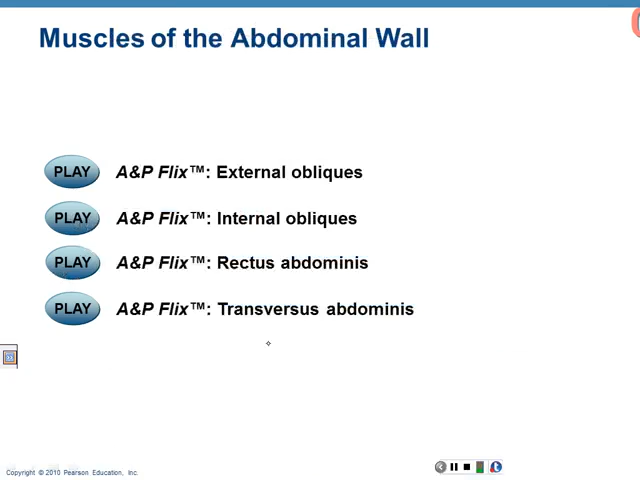 Muscles of the Abdominal Wall
PLAY A&P Flix™: External obliques
PLAY A&P Flix™: Internal obliques
PLAY A&P Flix™: Rectus abdominis
PLAY A&P Flix™: Transversus abdominis
Copyright © 2010 Pearson Education, Inc.